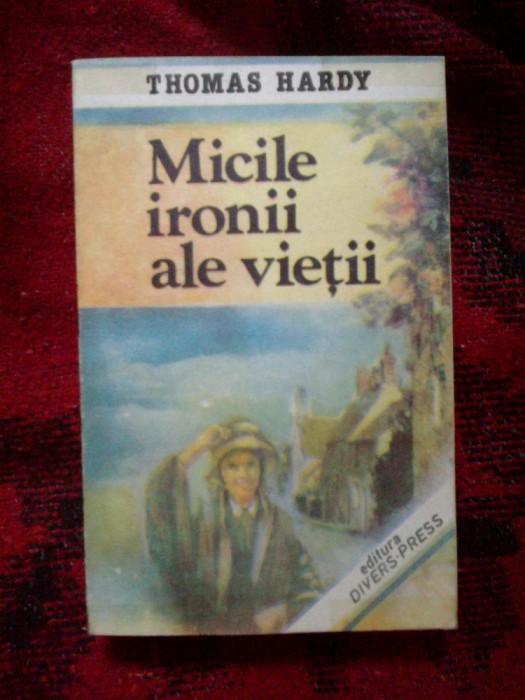 THOMAS HARDY
Micile
ironii
ale vieții
editura
DIVERS-PRESS